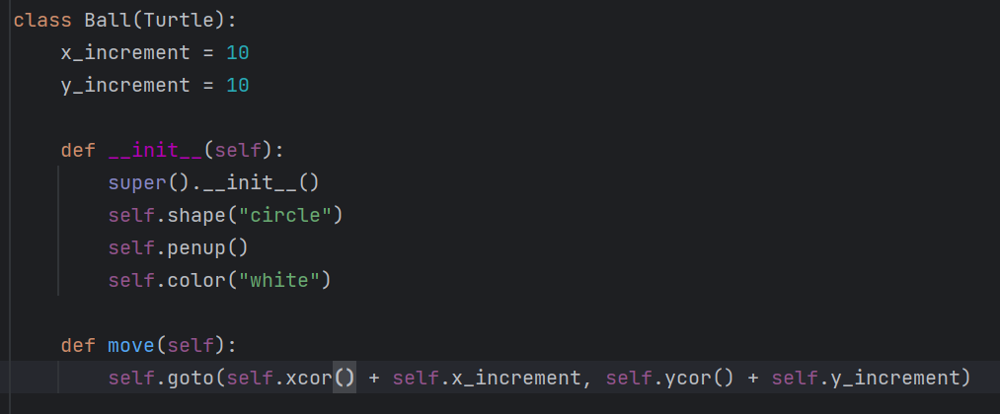 class Ball(Turtle):
    x_increment = 10
    y_increment = 10

    def __init__(self):
        super().__init__()
        self.shape("circle")
        self.penup()
        self.color("white")

    def move(self):
        self.goto(self.xcor() + self.x_increment, self.ycor() + self.y_increment)